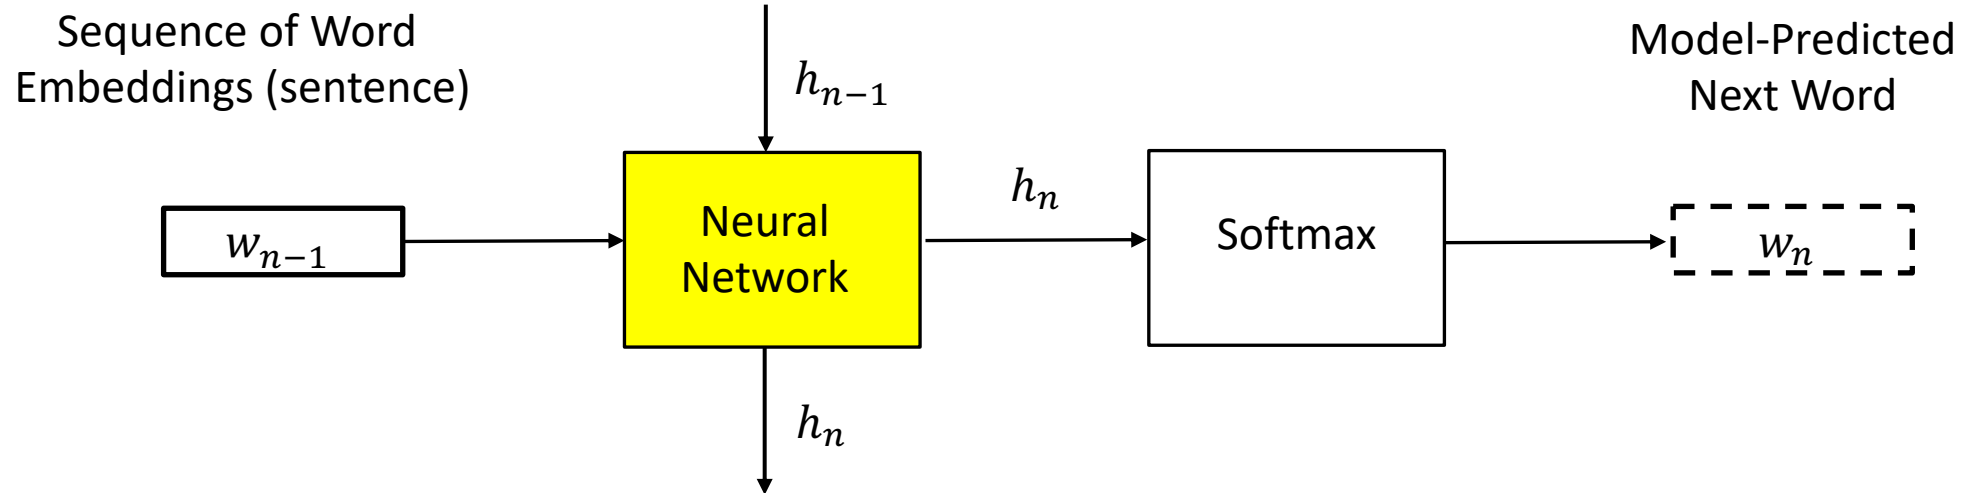 Sequence of Word
Embeddings (sentence)
Model-Predicted
Next Word
h_{n-1}
w_{n-1}
Neural
Network
h_n
Softmax
w_n
h_n